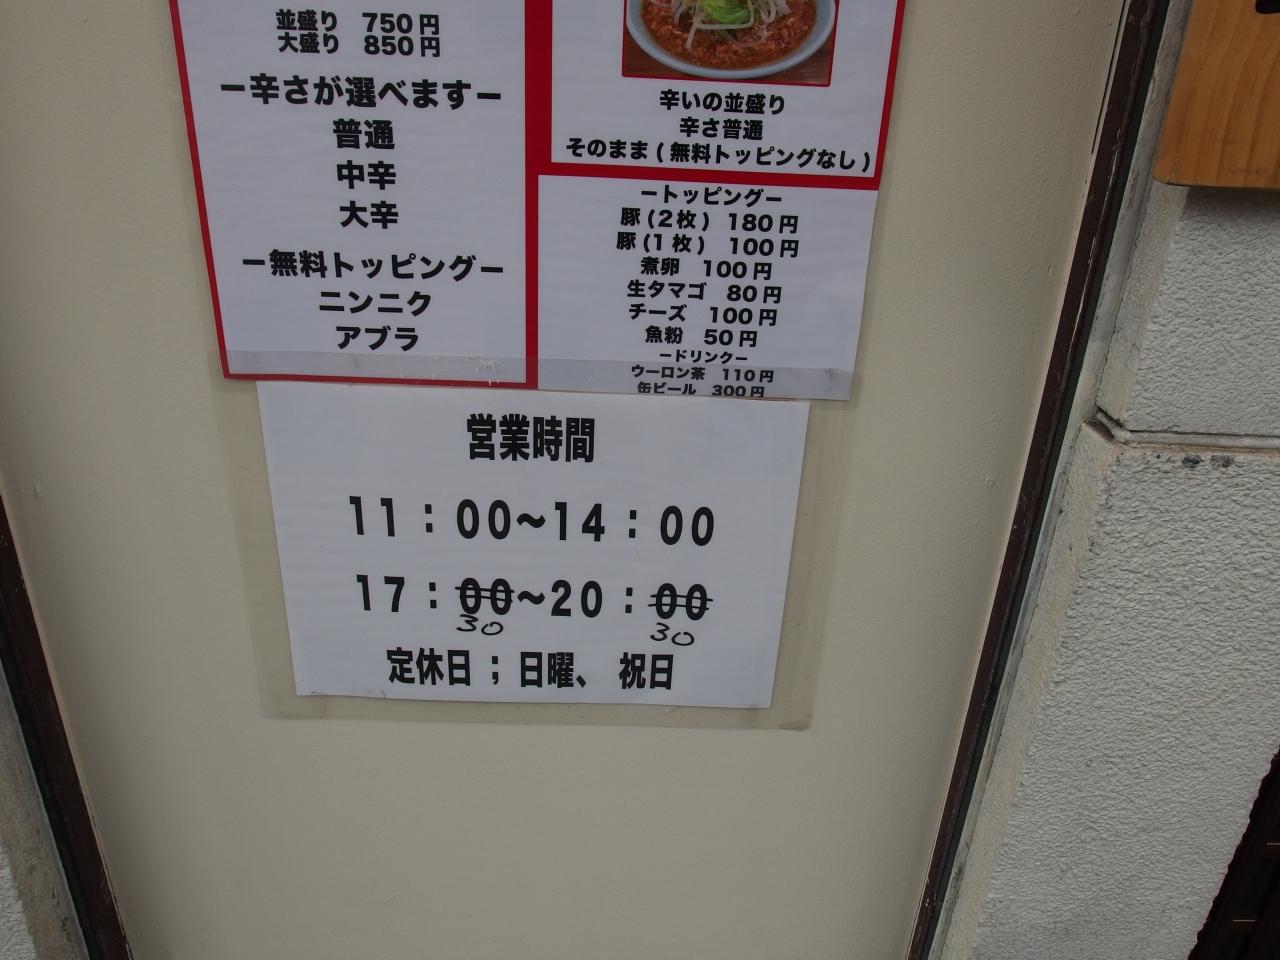 並盛り 750円
大盛り 850円
ー辛さが選べますー
普通
中辛
大辛
ー無料トッピングー
ニンニク
アブラ
辛いの並盛り
辛さ普通
そのまま(無料トッピングなし)
ートッピングー
豚(2枚) 180円
豚(1枚) 100円
煮卵 100円
生タマゴ 80円
チーズ 100円
魚粉 50円
ードリンクー
ウーロン茶 110円
缶ビール 300円
営業時間
11:00~14:00
17:00~20:00
30 30
定休日;日曜、祝日